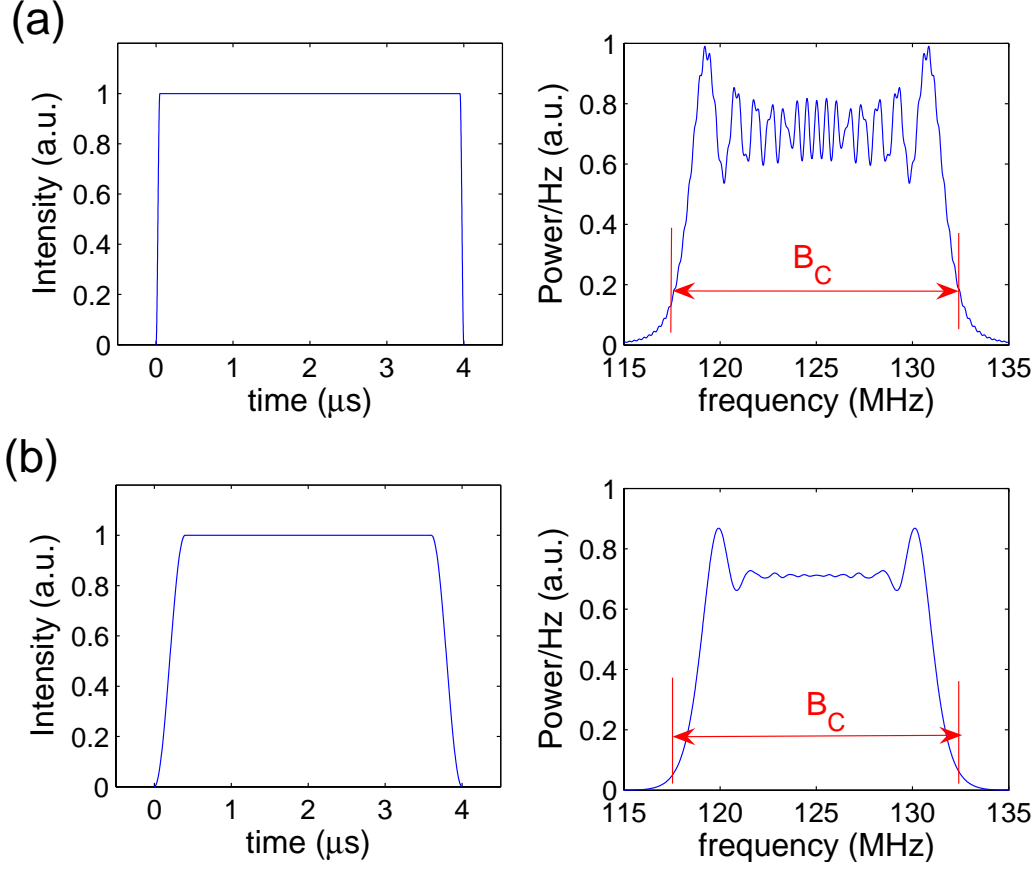 (a)
Intensity (a.u.)
1
0.8
0.6
0.4
0.2
0
0 1 2 3 4
time (μs)
Power/Hz (a.u.)
1
0.8
0.6
0.4
0.2
0
B_C
115 120 125 130 135
frequency (MHz)
(b)
Intensity (a.u.)
1
0.8
0.6
0.4
0.2
0
0 1 2 3 4
time (μs)
Power/Hz (a.u.)
1
0.8
0.6
0.4
0.2
0
B_C
115 120 125 130 135
frequency (MHz)